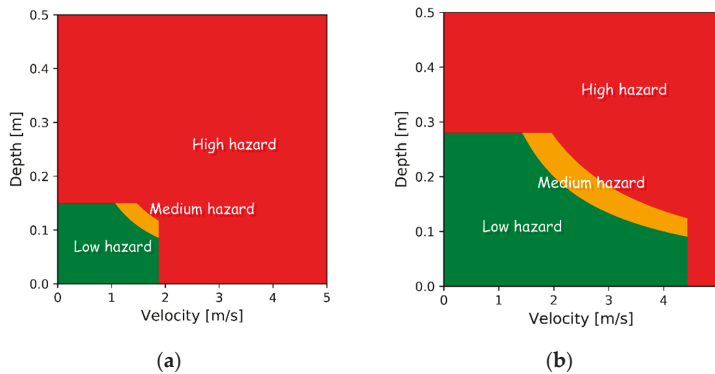 0.5
0.4
0.3
0.2
0.1
0.0
Depth [m]
High hazard
Medium hazard
Low hazard
0 1 2 3 4 5
Velocity [m/s]
(a)
0.5
0.4
0.3
0.2
0.1
0.0
Depth [m]
High hazard
Medium hazard
Low hazard
0 1 2 3 4
Velocity [m/s]
(b)